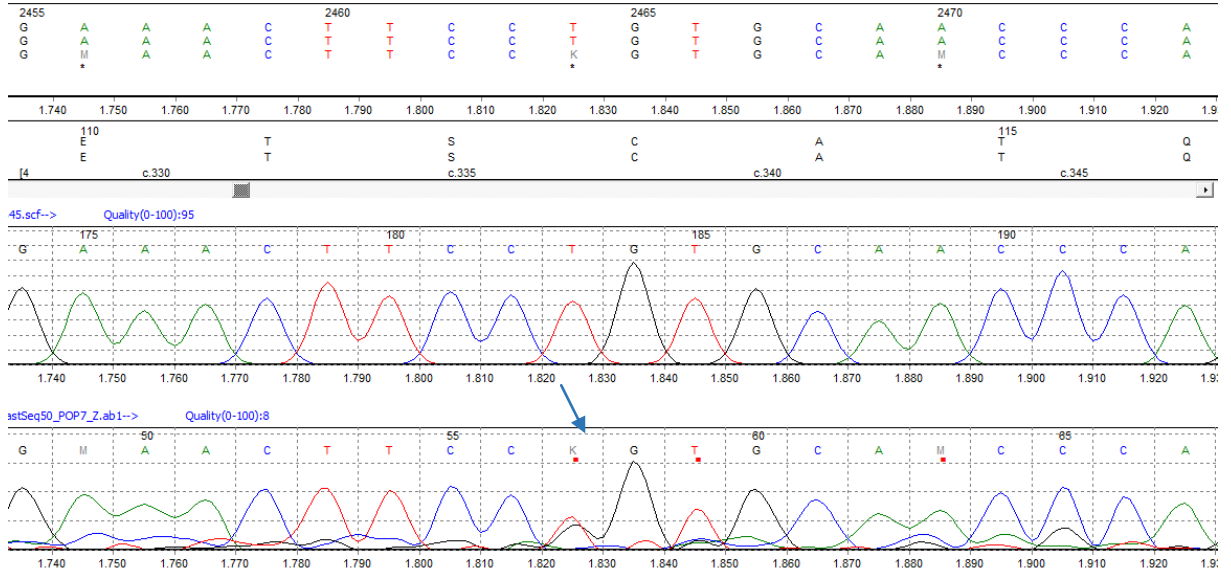 2455 2460 2465 2470
G A A A C T T C C T G T G C A A C C C A
G A A A C T T C C T G T G C A A C C C A
G M A A C T T C C K G T G C A M C C C A
* * *
1.740 1.750 1.760 1.770 1.780 1.790 1.800 1.810 1.820 1.830 1.840 1.850 1.860 1.870 1.880 1.890 1.900 1.910 1.920 1.9
110 115
E T S C A T Q
E T S C A T Q
[4 c.330 c.335 c.340 c.345
45.scf--> Quality(0-100):95
175 180 185 190
G A A A C T T C C T G T G C A A C C C A
1.740 1.750 1.760 1.770 1.780 1.790 1.800 1.810 1.820 1.830 1.840 1.850 1.860 1.870 1.880 1.890 1.900 1.910 1.920 1.93
astSeq50_POP7_Z.ab1--> Quality(0-100):8
50 55 60 65
G M A A C T T C C K G T G C A M C C C A
1.740 1.750 1.760 1.770 1.780 1.790 1.800 1.810 1.820 1.830 1.840 1.850 1.860 1.870 1.880 1.890 1.900 1.910 1.920 1.93